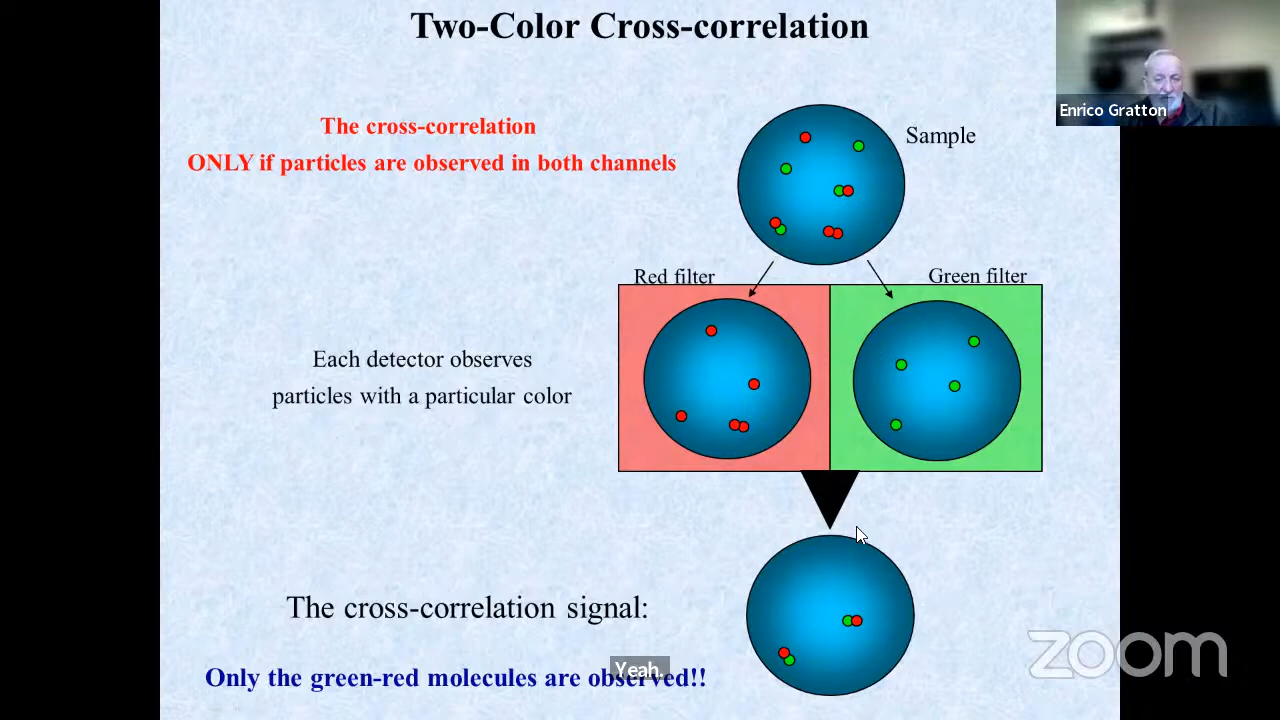 Two-Color Cross-correlation
Enrico Gratton
The cross-correlation
ONLY if particles are observed in both channels
Sample
Red filter
Green filter
Each detector observes
particles with a particular color
The cross-correlation signal:
Only the green-red molecules are observed!!
Yeah.
zoom